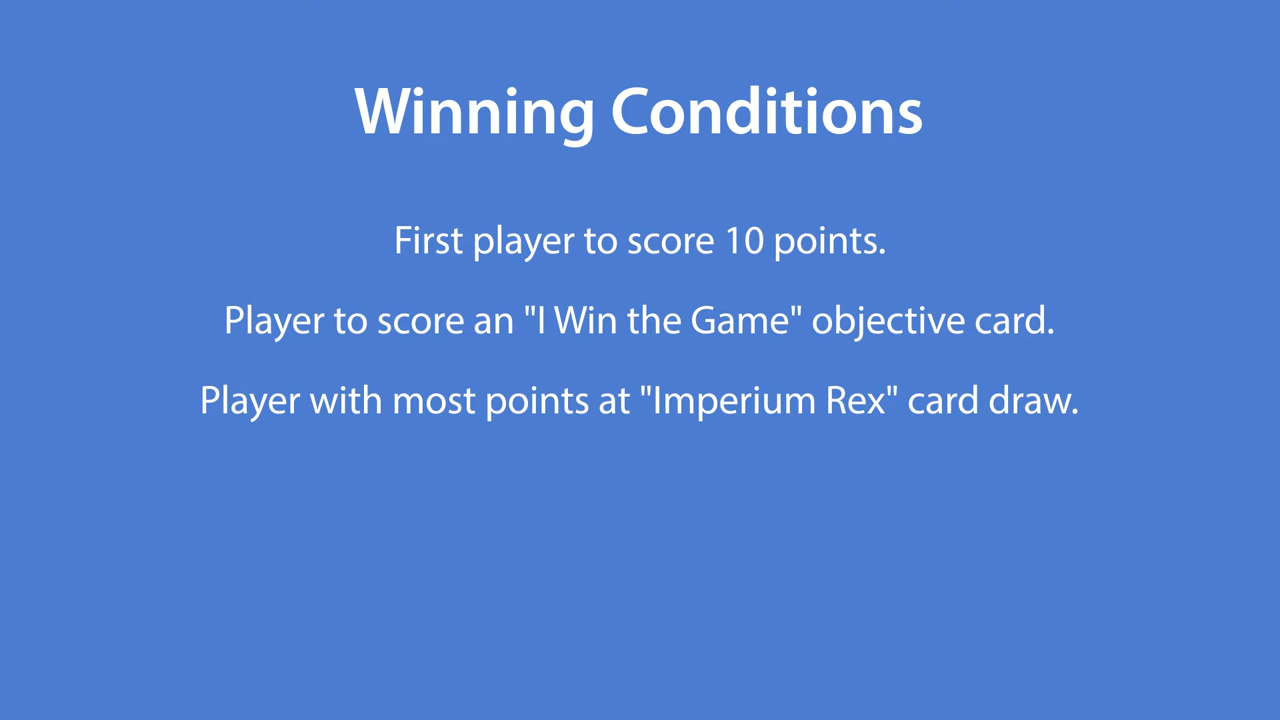 Winning Conditions
First player to score 10 points.
Player to score an "I Win the Game" objective card.
Player with most points at "Imperium Rex" card draw.